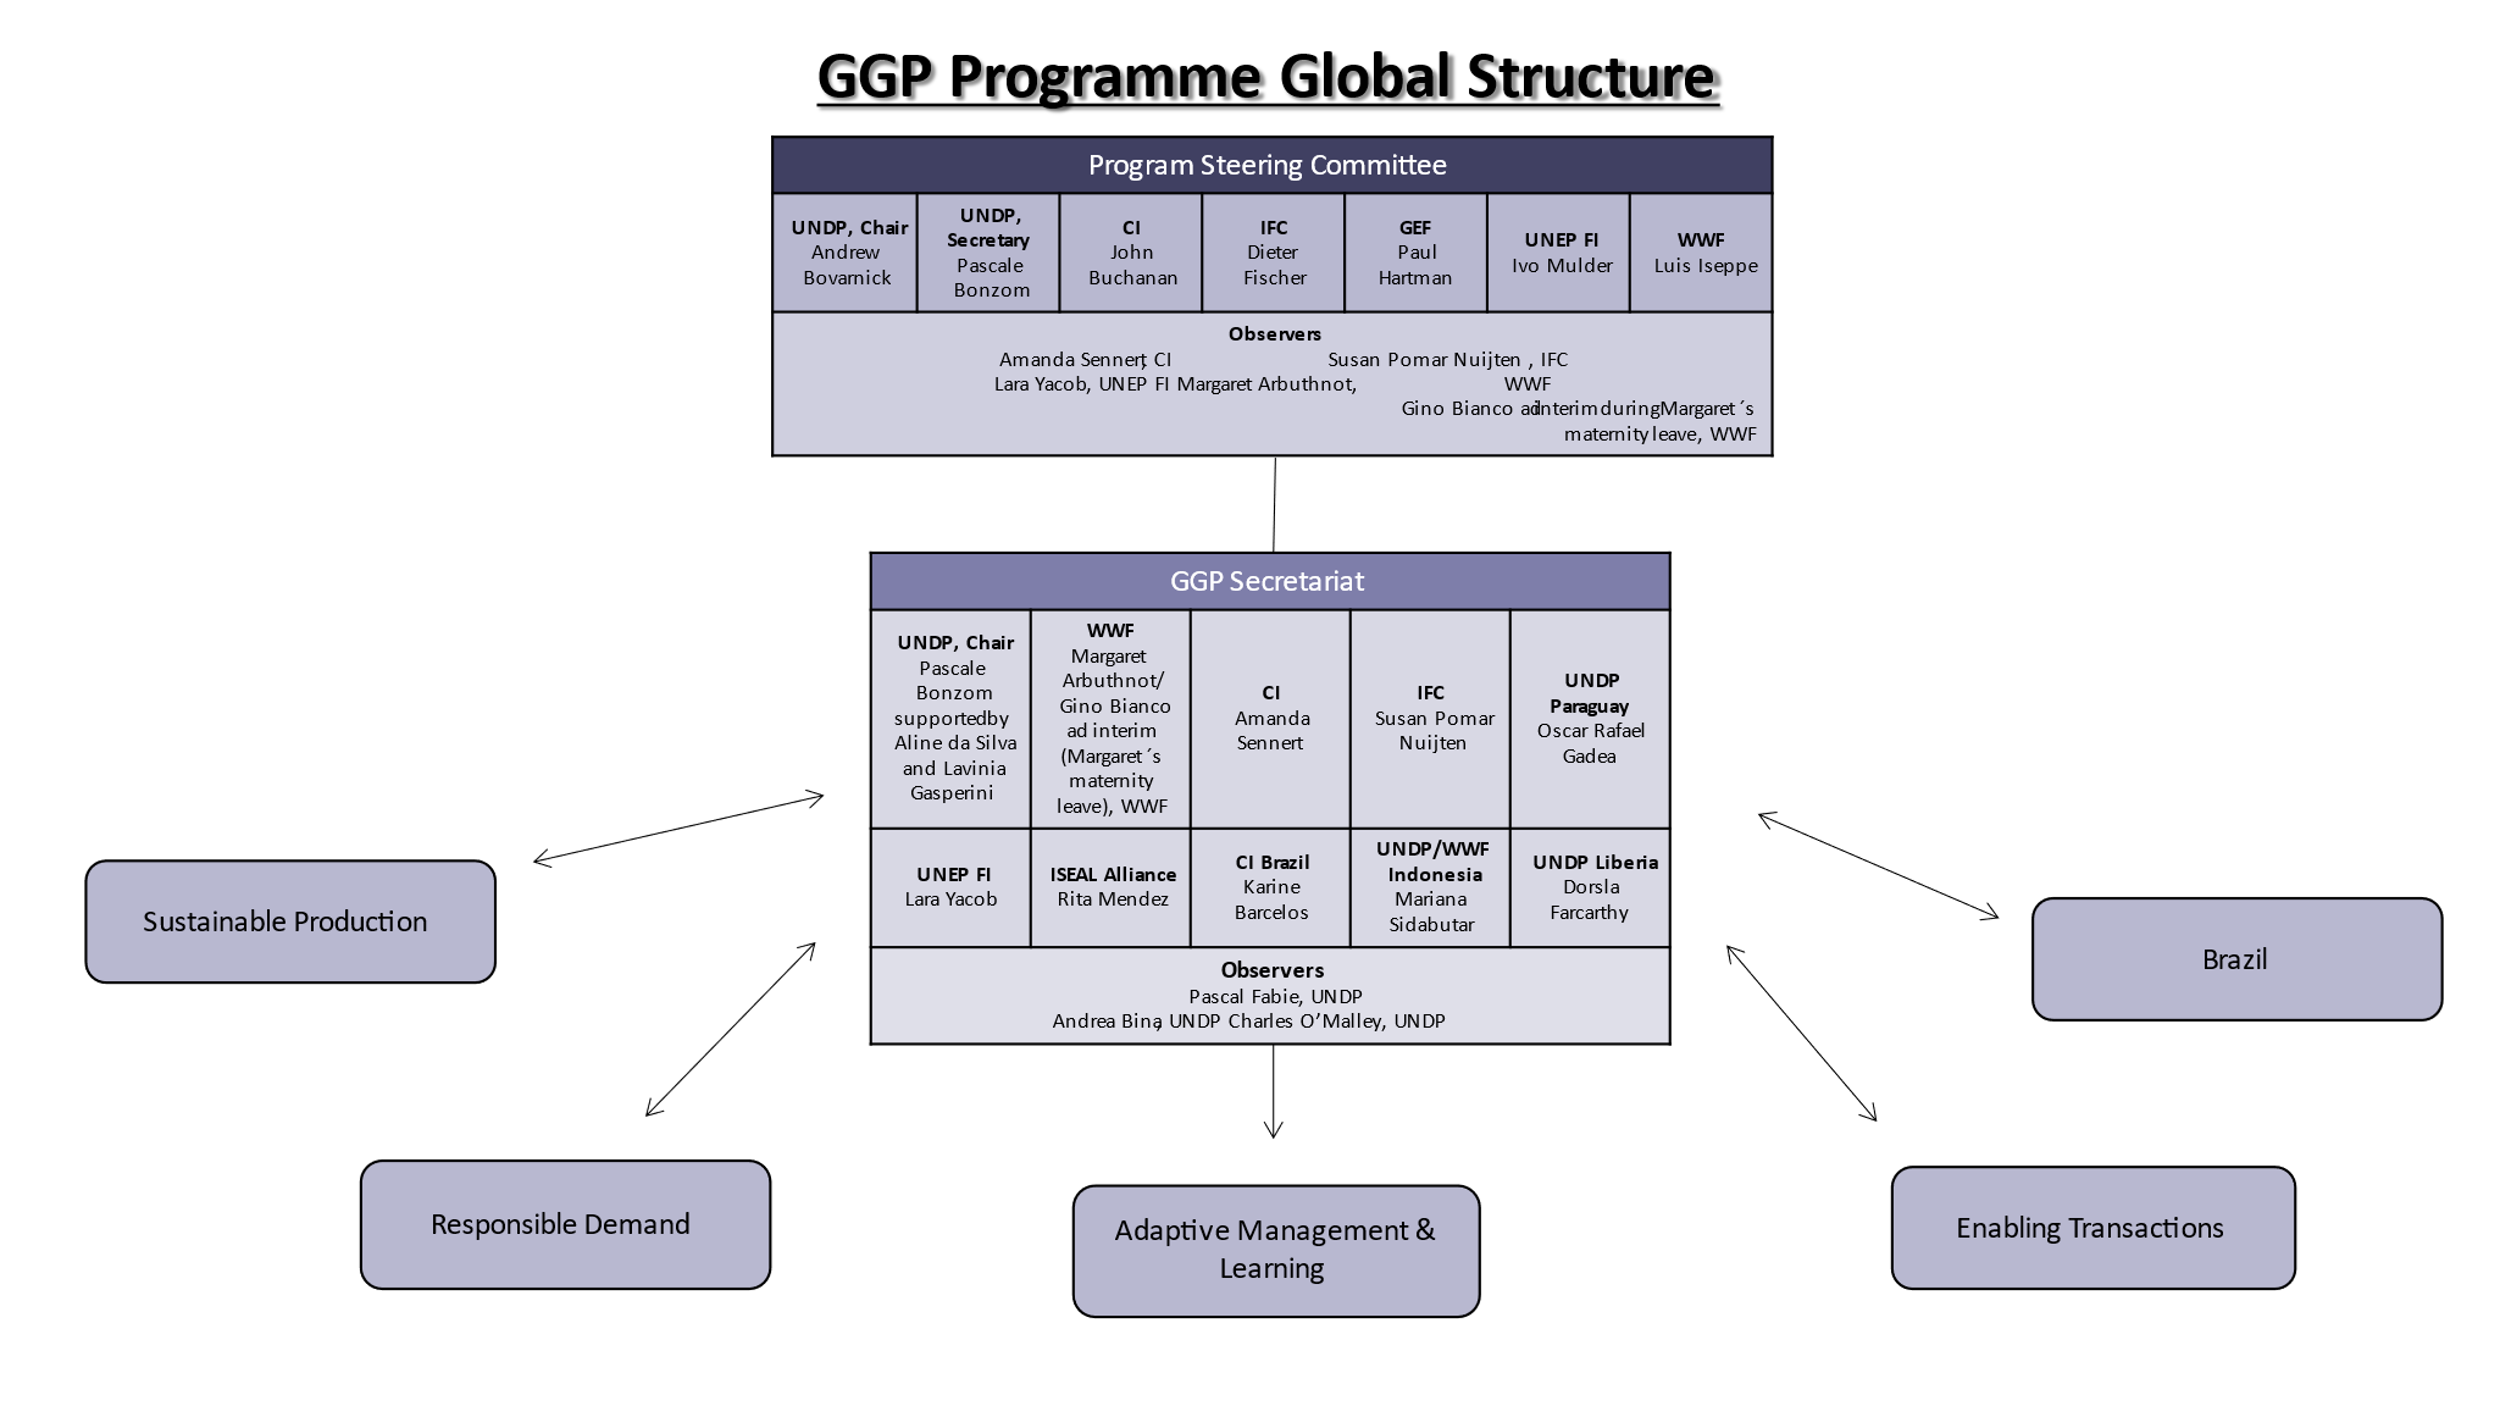 GGP Programme Global Structure
Program Steering Committee
UNDP, Chair
Andrew
Bovarnick
UNDP,
Secretary
Pascale
Bonzom
CI
John
Buchanan
IFC
Dieter
Fischer
GEF
Paul
Hartman
UNEP FI
Ivo Mulder
WWF
Luis Iseppe
Observers
Amanda Sennert, CI Susan Pomar Nuijten , IFC
Lara Yacob, UNEP FI Margaret Arbuthnot, WWF
Gino Bianco ad interim during Margaret´s
maternity leave, WWF
GGP Secretariat
UNDP, Chair
Pascale
Bonzom
supported by
Aline da Silva
and Lavinia
Gasperini
WWF
Margaret
Arbuthnot/
Gino Bianco
ad interim
(Margaret´s
maternity
leave), WWF
CI
Amanda
Sennert
IFC
Susan Pomar
Nuijten
UNDP
Paraguay
Oscar Rafael
Gadea
UNEP FI
Lara Yacob
ISEAL Alliance
Rita Mendez
CI Brazil
Karine
Barcelos
UNDP/WWF
Indonesia
Mariana
Sidabutar
UNDP Liberia
Dorsla
Farcarthy
Observers
Pascal Fabie, UNDP
Andrea Bina, UNDP Charles O’Malley, UNDP
Sustainable Production
Brazil
Responsible Demand
Adaptive Management &
Learning
Enabling Transactions